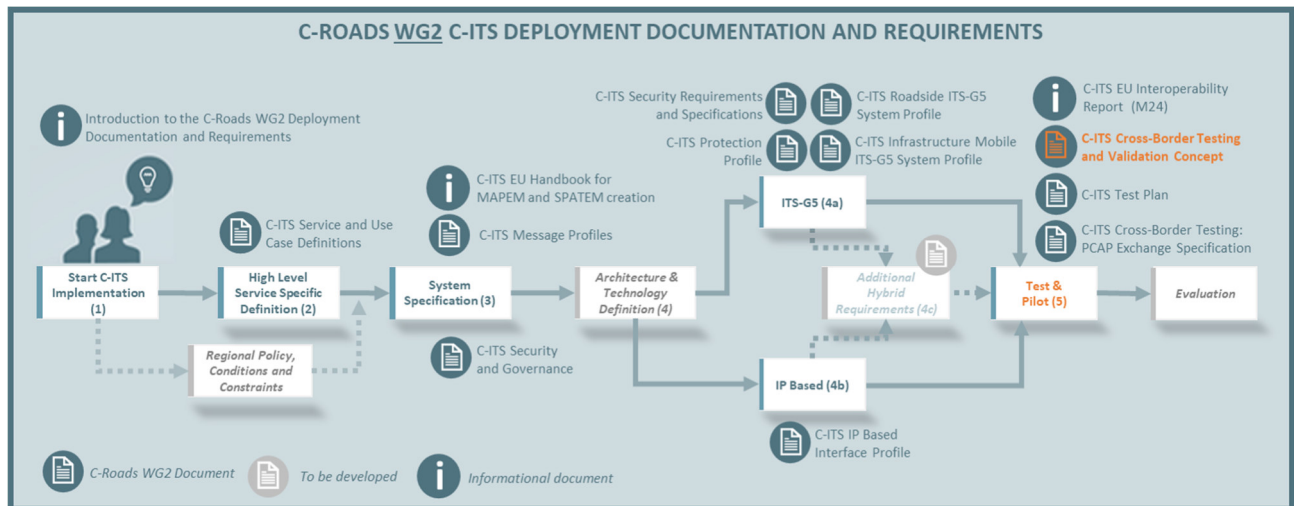 C-ROADS WG2 C-ITS DEPLOYMENT DOCUMENTATION AND REQUIREMENTS
Introduction to the C-Roads WG2 Deployment
Documentation and Requirements
C-ITS Service and Use
Case Definitions
C-ITS EU Handbook for
MAPEM and SPATEM creation
C-ITS Message Profiles
C-ITS Security Requirements
and Specifications
C-ITS Roadside ITS-G5
System Profile
C-ITS Protection
Profile
C-ITS Infrastructure Mobile
ITS-G5 System Profile
C-ITS EU Interoperability
Report (M24)
C-ITS Cross-Border Testing
and Validation Concept
C-ITS Test Plan
C-ITS Cross-Border Testing:
PCAP Exchange Specification
Start C-ITS
Implementation
(1)
High Level
Service Specific
Definition (2)
System
Specification (3)
Architecture &
Technology
Definition (4)
ITS-G5 (4a)
Additional
Hybrid
Requirements (4c)
Test &
Pilot (5)
Evaluation
Regional Policy,
Conditions and
Constraints
C-ITS Security
and Governance
IP Based (4b)
C-ITS IP Based
Interface Profile
C-Roads WG2 Document
To be developed
Informational document